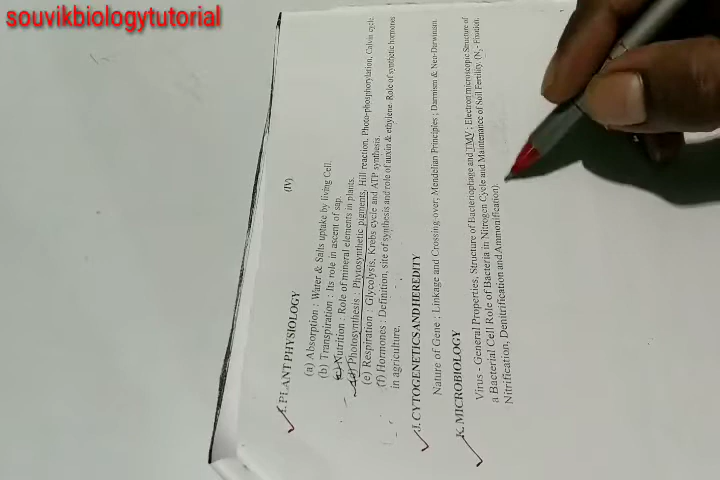 souvikbiologytutorial
(IV)
I. PLANT PHYSIOLOGY
(a) Absorption : Water & Salts uptake by living Cell.
(b) Transpiration : Its role in ascent of sap.
(c) Nutrition : Role of mineral elements in plants.
(d) Photosynthesis : Phytosynthetic pigments, Hill reaction, Photo-phosphorylation, Calvin cycle.
(e) Respiration : Glycolysis, Krebs cycle and ATP synthesis.
(f) Hormones : Definition, site of synthesis and role of auxin & ethylene. Role of synthetic hormones
in agriculture,
J. CYTOGENETICS AND HEREDITY
Nature of Gene ; Linkage and Crossing-over; Mendelian Principles ; Darmism & Neo-Darwinism.
K. MICROBIOLOGY
Virus - General Properties, Structure of Bacteriophage and TMV ; Electron microscopic Structure of
a Bacterial Cell Role of Bacteria in Nitrogen Cycle and Maintenance of Soil Fertility. (N2 - Fixation.
Nitrification, Denitrification and Ammonification).